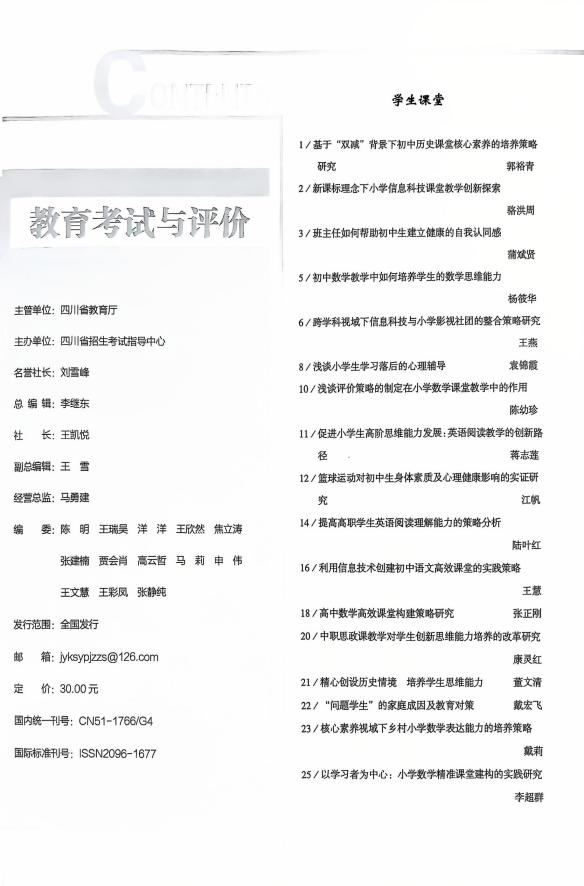 CONTENTS
教育考试与评价
主管单位：四川省教育厅
主办单位：四川省招生考试指导中心
名誉社长：刘雪峰
总 编 辑：李继东
社 长：王凯悦
副总编辑：王 雪
经营总监：马勇建
编 委：陈 明 王瑞昊 洋 洋 王欣然 焦立涛
张建楠 贾会肖 高云哲 马 莉 申 伟
王文慧 王彩凤 张静纯
发行范围：全国发行
邮 箱：jyksypjzzs@126.com
定 价：30.00 元
国内统一刊号：CN51-1766/G4
国际标准刊号：ISSN2096-1677
学生课堂
1／基于“双减”背景下初中历史课堂核心素养的培养策略
研究 郭裕青
2／新课标理念下小学信息科技课堂教学创新探索
骆洪周
3／班主任如何帮助初中生建立健康的自我认同感
蒲斌贤
5／初中数学教学中如何培养学生的数学思维能力
杨筱华
6／跨学科视域下信息科技与小学影视社团的整合策略研究
王燕
8／浅谈小学生学习落后的心理辅导 袁锦霞
10／浅谈评价策略的制定在小学数学课堂教学中的作用
陈幼珍
11／促进小学生高阶思维能力发展：英语阅读教学的创新路
径 蒋志莲
12／篮球运动对初中生身体素质及心理健康影响的实证研
究 江帆
14／提高高职学生英语阅读理解能力的策略分析
陆叶红
16／利用信息技术创建初中语文高效课堂的实践策略
王慧
18／高中数学高效课堂构建策略研究 张正刚
20／中职思政课教学对学生创新思维能力培养的改革研究
康灵红
21／精心创设历史情境 培养学生思维能力 董文清
22／“问题学生”的家庭成因及教育对策 戴宏飞
23／核心素养视域下乡村小学数学表达能力的培养策略
戴莉
25／以学习者为中心：小学数学精准课堂建构的实践研究
李超群